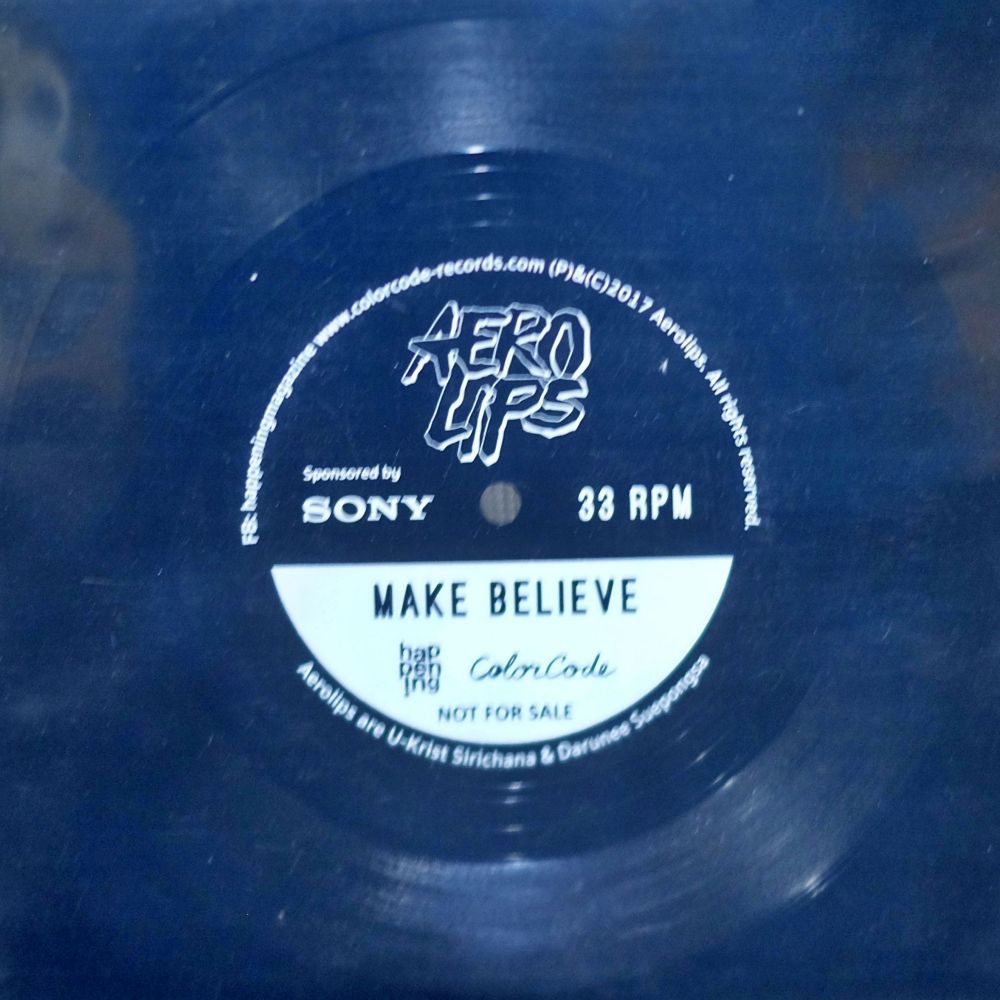 FB: happeningmagazine www.colorcode-records.com (P)&(C)2017 Aerolips. All rights reserved.
AERO
LIPS
Sponsored by
SONY
33 RPM
MAKE BELIEVE
hap
pen
ing
ColorCode
NOT FOR SALE
Aerolips are U-Krist Sirichana & Darunee Suepongsa